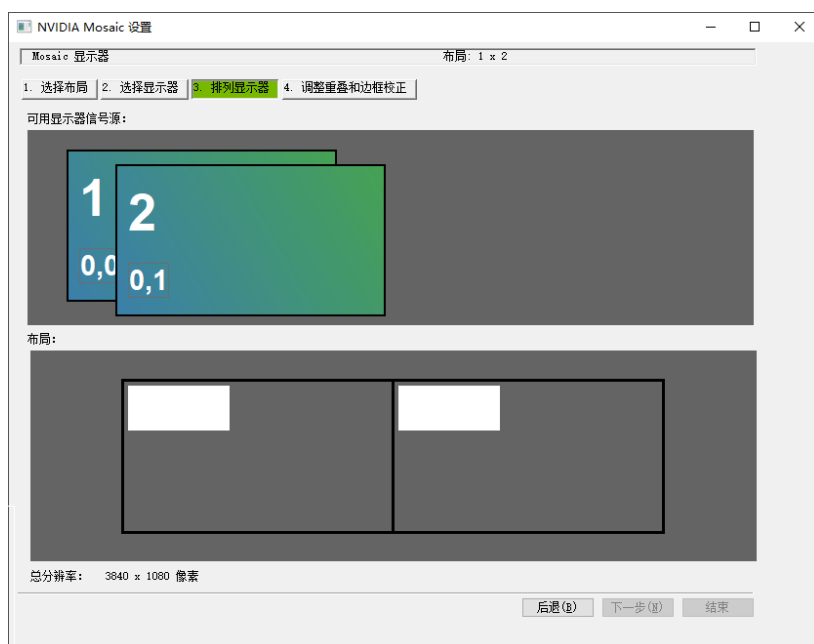 NVIDIA Mosaic 设置
Mosaic 显示器 布局: 1 x 2
1. 选择布局 2. 选择显示器 3. 排列显示器 4. 调整重叠和边框校正
可用显示器信号源:
1
2
0,0
0,1
布局:
总分辨率: 3840 x 1080 像素
后退(B) 下一步(N) 结束